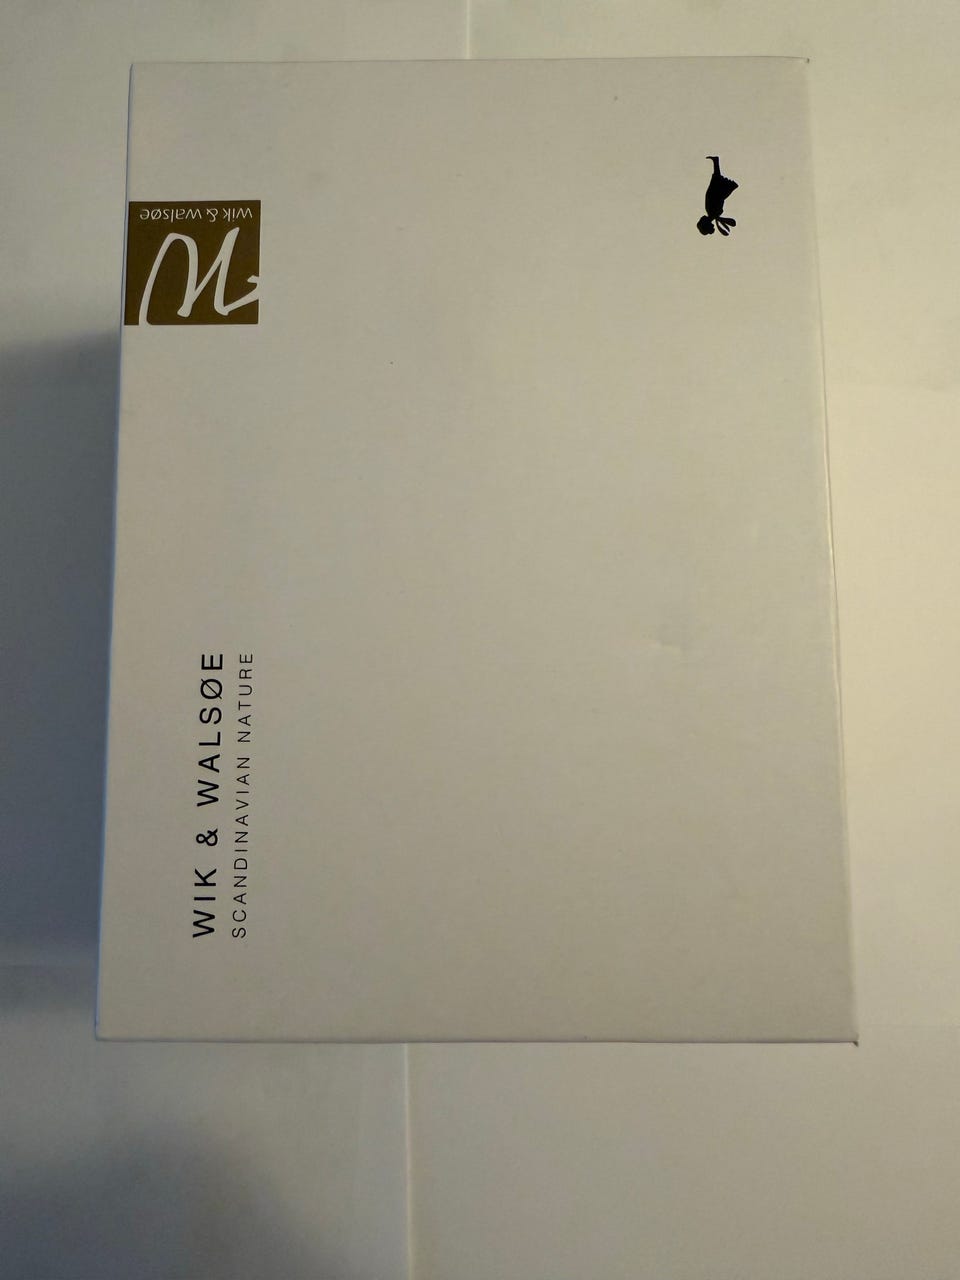 wik & walsøe
WIK & WALSØE
SCANDINAVIAN NATURE